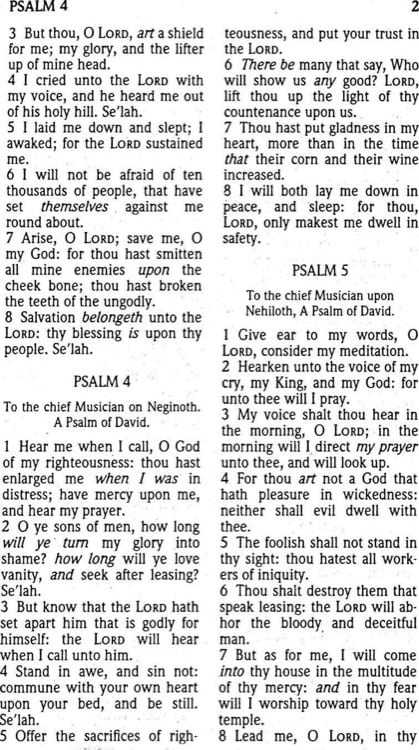 PSALM 4
2
3 But thou, O LORD, art a shield
for me; my glory, and the lifter
up of mine head.
4 I cried unto the LORD with
my voice, and he heard me out
of his holy hill. Se'lah.
5 I laid me down and slept; I
awaked; for the LORD sustained
me.
6 I will not be afraid of ten
thousands of people, that have
set themselves against me
round about.
7 Arise, O LORD; save me, O
my God: for thou hast smitten
all mine enemies upon the
cheek bone; thou hast broken
the teeth of the ungodly.
8 Salvation belongeth unto the
LORD: thy blessing is upon thy
people. Se'lah.
PSALM 4
To the chief Musician on Neginoth.
A Psalm of David.
1 Hear me when I call, O God
of my righteousness: thou hast
enlarged me when I was in
distress; have mercy upon me,
and hear my prayer.
2 O ye sons of men, how long
will ye turn my glory into
shame? how long will ye love
vanity, and seek after leasing?
Se'lah.
3 But know that the LORD hath
set apart him that is godly for
himself: the LORD will hear
when I call unto him.
4 Stand in awe, and sin not:
commune with your own heart
upon your bed, and be still.
Se'lah.
5 Offer the sacrifices of righ-
teousness, and put your trust in
the LORD.
6 There be many that say, Who
will show us any good? LORD,
lift thou up the light of thy
countenance upon us.
7 Thou hast put gladness in my
heart, more than in the time
that their corn and their wine
increased.
8 I will both lay me down in
peace, and sleep: for thou,
LORD, only makest me dwell in
safety.
PSALM 5
To the chief Musician upon
Nehiloth, A Psalm of David.
1 Give ear to my words, O
LORD, consider my meditation.
2 Hearken unto the voice of my
cry, my King, and my God: for
unto thee will I pray.
3 My voice shalt thou hear in
the morning, O LORD; in the
morning will I direct my prayer
unto thee, and will look up.
4 For thou art not a God that
hath pleasure in wickedness:
neither shall evil dwell with
thee.
5 The foolish shall not stand in
thy sight: thou hatest all work-
ers of iniquity.
6 Thou shalt destroy them that
speak leasing: the LORD will ab-
hor the bloody and deceitful
man.
7 But as for me, I will come
into thy house in the multitude
of thy mercy: and in thy fear
will I worship toward thy holy
temple.
8 Lead me, O LORD, in thy